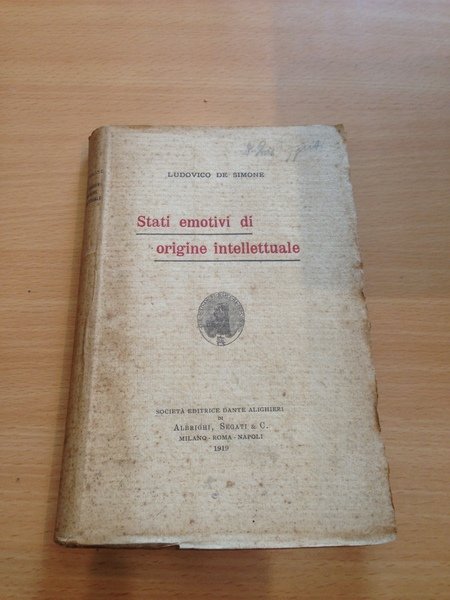 LUDOVICO DE SIMONE
Stati emotivi di
origine intellettuale
SOCIETÀ EDITRICE DANTE ALIGHIERI
DI
ALBRIGHI, SEGATI & C.
MILANO - ROMA - NAPOLI
1919